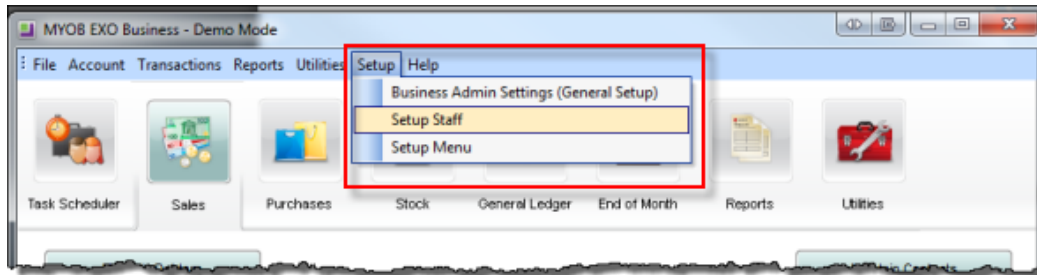 MYOB EXO Business - Demo Mode
File Account Transactions Reports Utilities Setup Help
Business Admin Settings (General Setup)
Setup Staff
Setup Menu
Task Scheduler Sales Purchases Stock General Ledger End of Month Reports Utilities